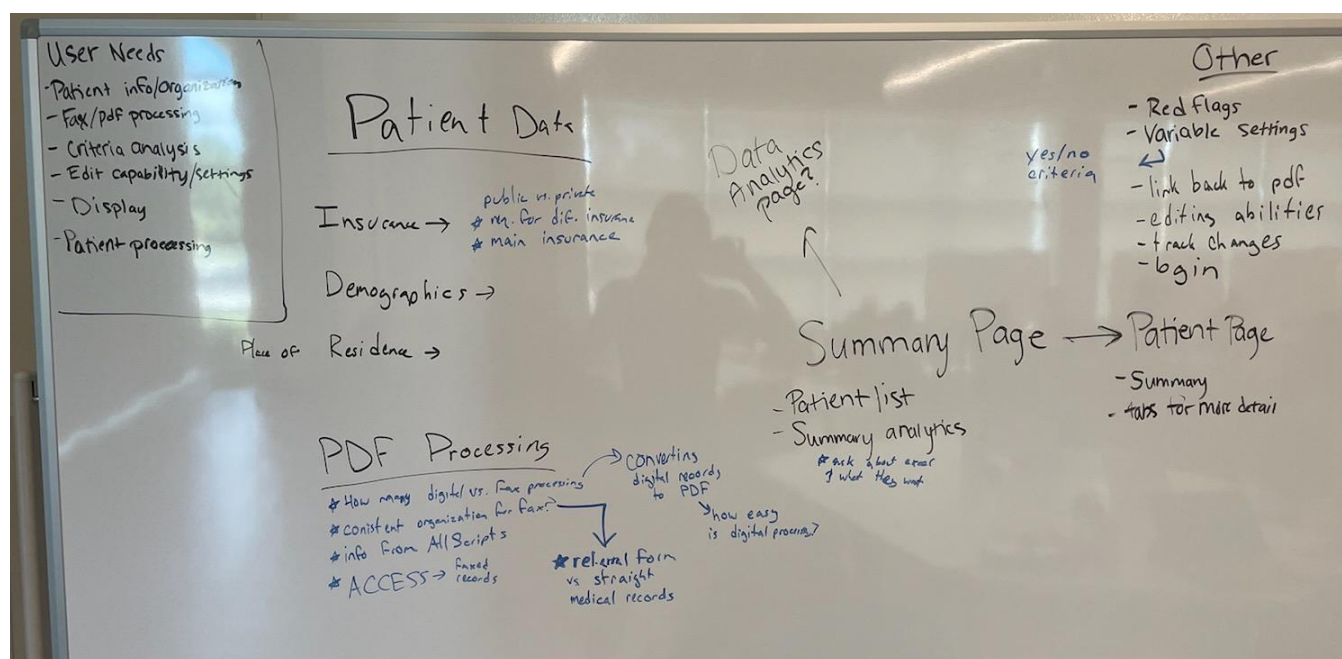 User Needs
-Patient info/organization
-Fax/pdf processing
- Criteria analysis
- Edit capability/settings
- Display
-Patient processing
Patient Data
Insurance →
public vs. private
* req. for dif. insurance
* main insurance
Demographics →
Place of Residence →
PDF Processing
* How many digital vs. Fax processing
* conistent organization for fax?
* info from AllScripts
* ACCESS → faxed
records
converting
digital records
to PDF
how easy
is digital processing?
* referral form
vs straight
medical records
Data
Analytics
page?
Summary Page → Patient Page
- Patient list
- Summary analytics
* ask about excel
& what they want
- Summary
- tabs for more detail
Other
- Red flags
- Variable settings
yes/no
criteria
- link back to pdf
- editing abilities
- track changes
- login